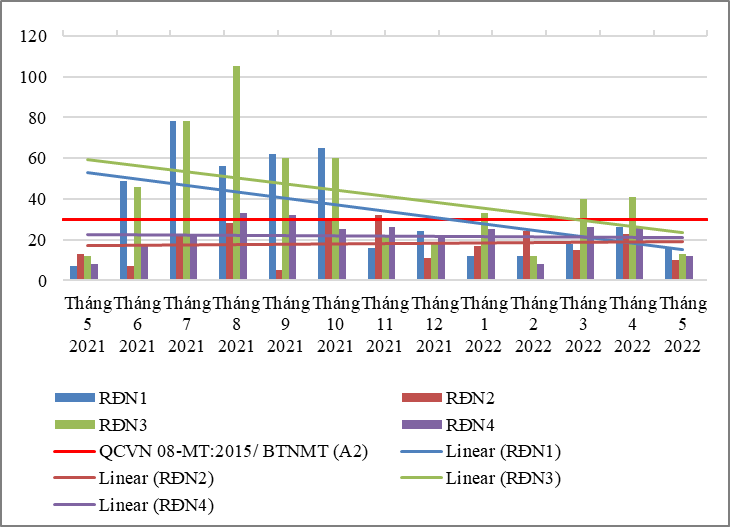 120
100
80
60
40
20
0
Tháng Tháng Tháng Tháng Tháng Tháng Tháng Tháng Tháng Tháng Tháng Tháng Tháng
5 6 7 8 9 10 11 12 1 2 3 4 5
2021 2021 2021 2021 2021 2021 2021 2021 2022 2022 2022 2022 2022
RĐN1 RĐN2
RĐN3 RĐN4
QCVN 08-MT:2015/ BTNMT (A2) Linear (RĐN1)
Linear (RĐN2) Linear (RĐN3)
Linear (RĐN4)